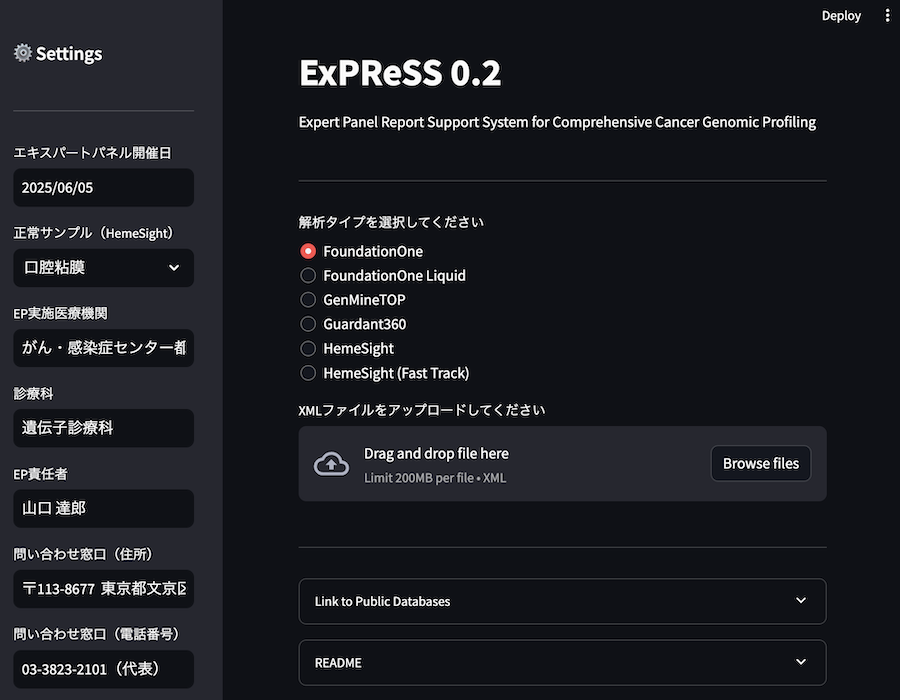 Deploy
Settings
エキスパートパネル開催日
2025/06/05
正常サンプル（HemeSight）
口腔粘膜
EP実施医療機関
がん・感染症センター都
診療科
遺伝子診療科
EP責任者
山口 達郎
問い合わせ窓口（住所）
〒113-8677 東京都文京区
問い合わせ窓口（電話番号）
03-3823-2101（代表）
ExPReSS 0.2
Expert Panel Report Support System for Comprehensive Cancer Genomic Profiling
解析タイプを選択してください
FoundationOne
FoundationOne Liquid
GenMineTOP
Guardant360
HemeSight
HemeSight (Fast Track)
XMLファイルをアップロードしてください
Drag and drop file here
Limit 200MB per file • XML
Browse files
Link to Public Databases
README